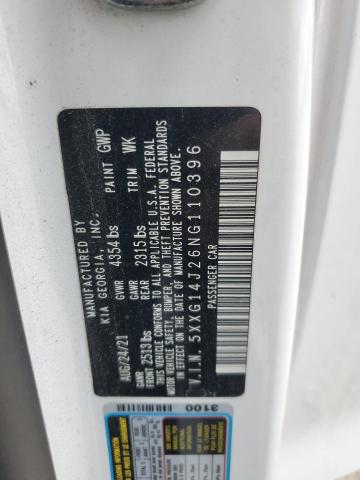 MANUFACTURED BY
KIA GEORGIA, INC.
AUG/24/21 GVWR 4354 lbs PAINT GWP
GAWR FRONT 2513 lbs GAWR REAR 2315 lbs TRIM WK
THIS VEHICLE CONFORMS TO ALL APPLICABLE U.S.A. FEDERAL
MOTOR VEHICLE SAFETY, BUMPER, AND THEFT PREVENTION STANDARDS
IN EFFECT ON THE DATE OF MANUFACTURE SHOWN ABOVE.
V.I.N. 5XXG14J26NG110396
PASSENGER CAR
3100